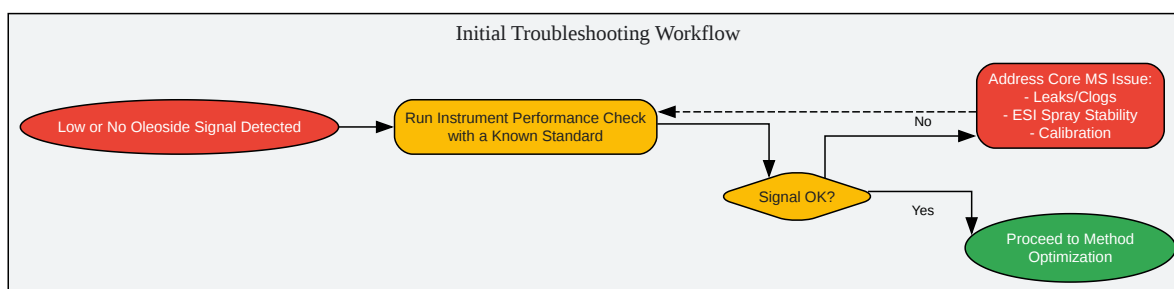 Initial Troubleshooting Workflow
Low or No Oleoside Signal Detected
Run Instrument Performance Check
with a Known Standard
Signal OK?
No
Address Core MS Issue:
- Leaks/Clogs
- ESI Spray Stability
- Calibration
Yes
Proceed to Method
Optimization